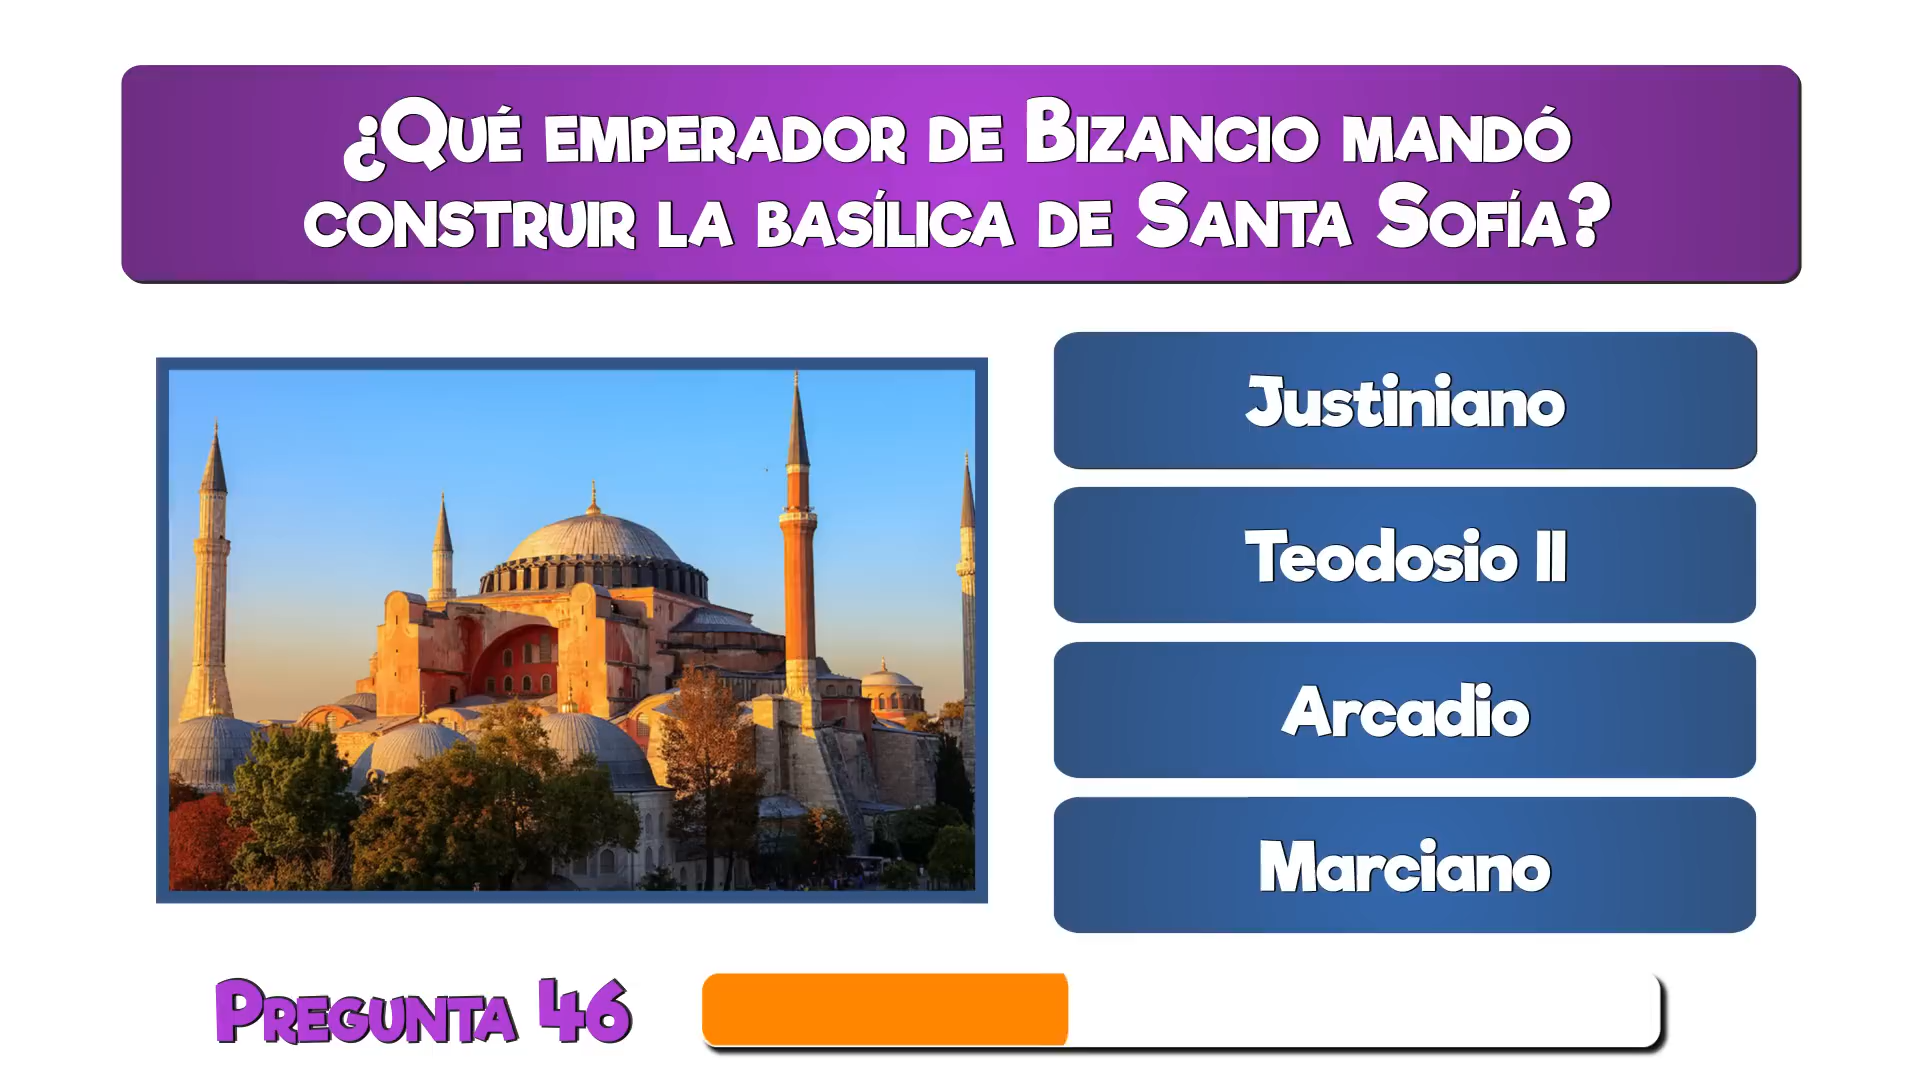 ¿Qué emperador de Bizancio mandó
construir la basílica de Santa Sofía?
Justiniano
Teodosio II
Arcadio
Marciano
Pregunta 46